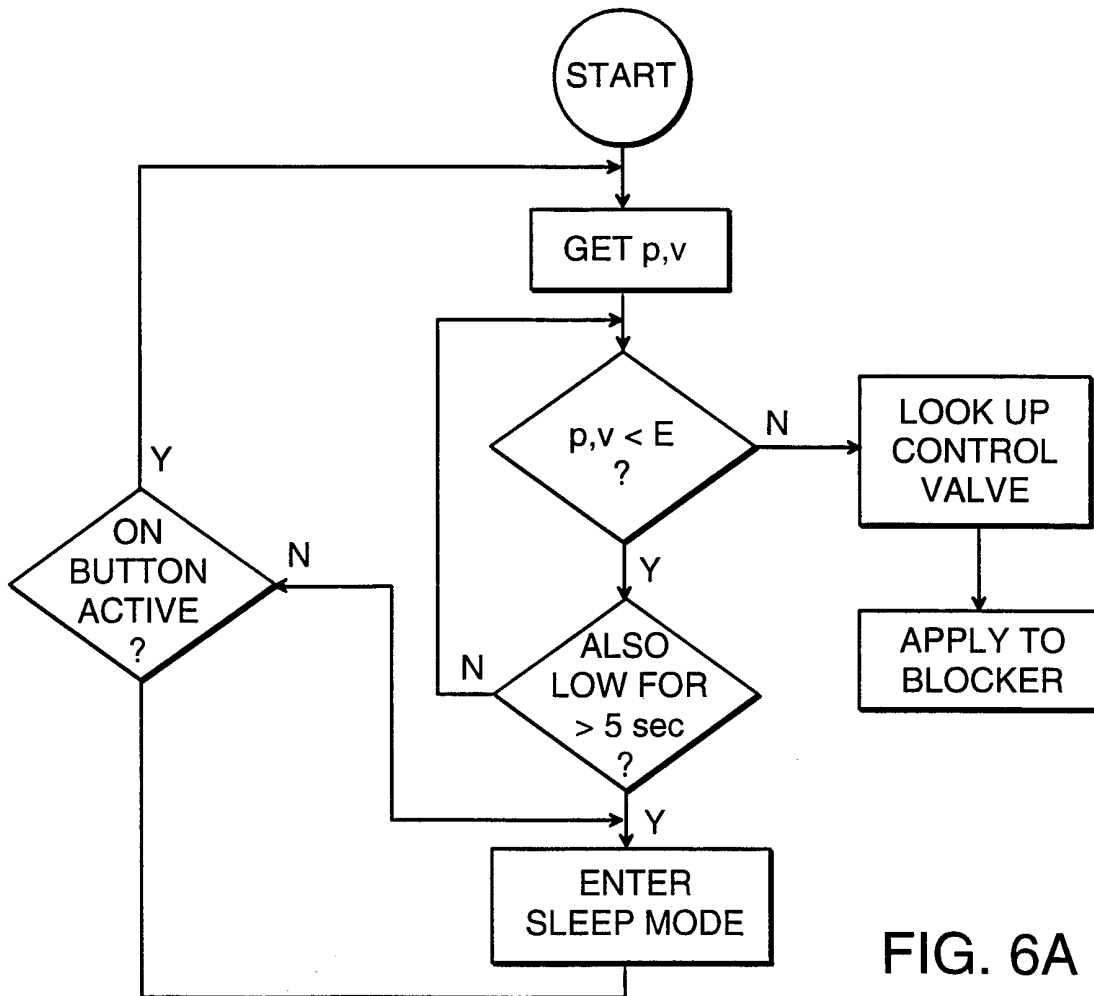 START
GET p,v
p,v < E
?
N
LOOK UP
CONTROL
VALVE
Y
APPLY TO
BLOCKER
ALSO
LOW FOR
> 5 sec
?
N
Y
ENTER
SLEEP MODE
Y
ON
BUTTON
ACTIVE
?
N
FIG. 6A